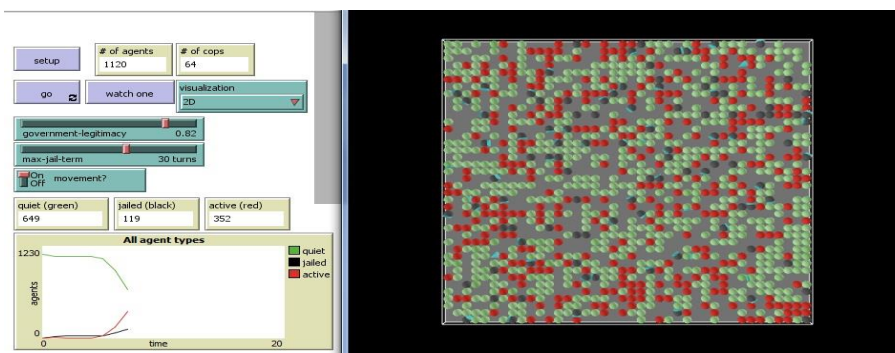 setup
# of agents
1120
# of cops
64
go
watch one
visualization
2D
government-legitimacy 0.82
max-jail-term 30 turns
On
Off
movement?
quiet (green)
649
jailed (black)
119
active (red)
352
All agent types
1230
agents
0
0
time
20
quiet
jailed
active